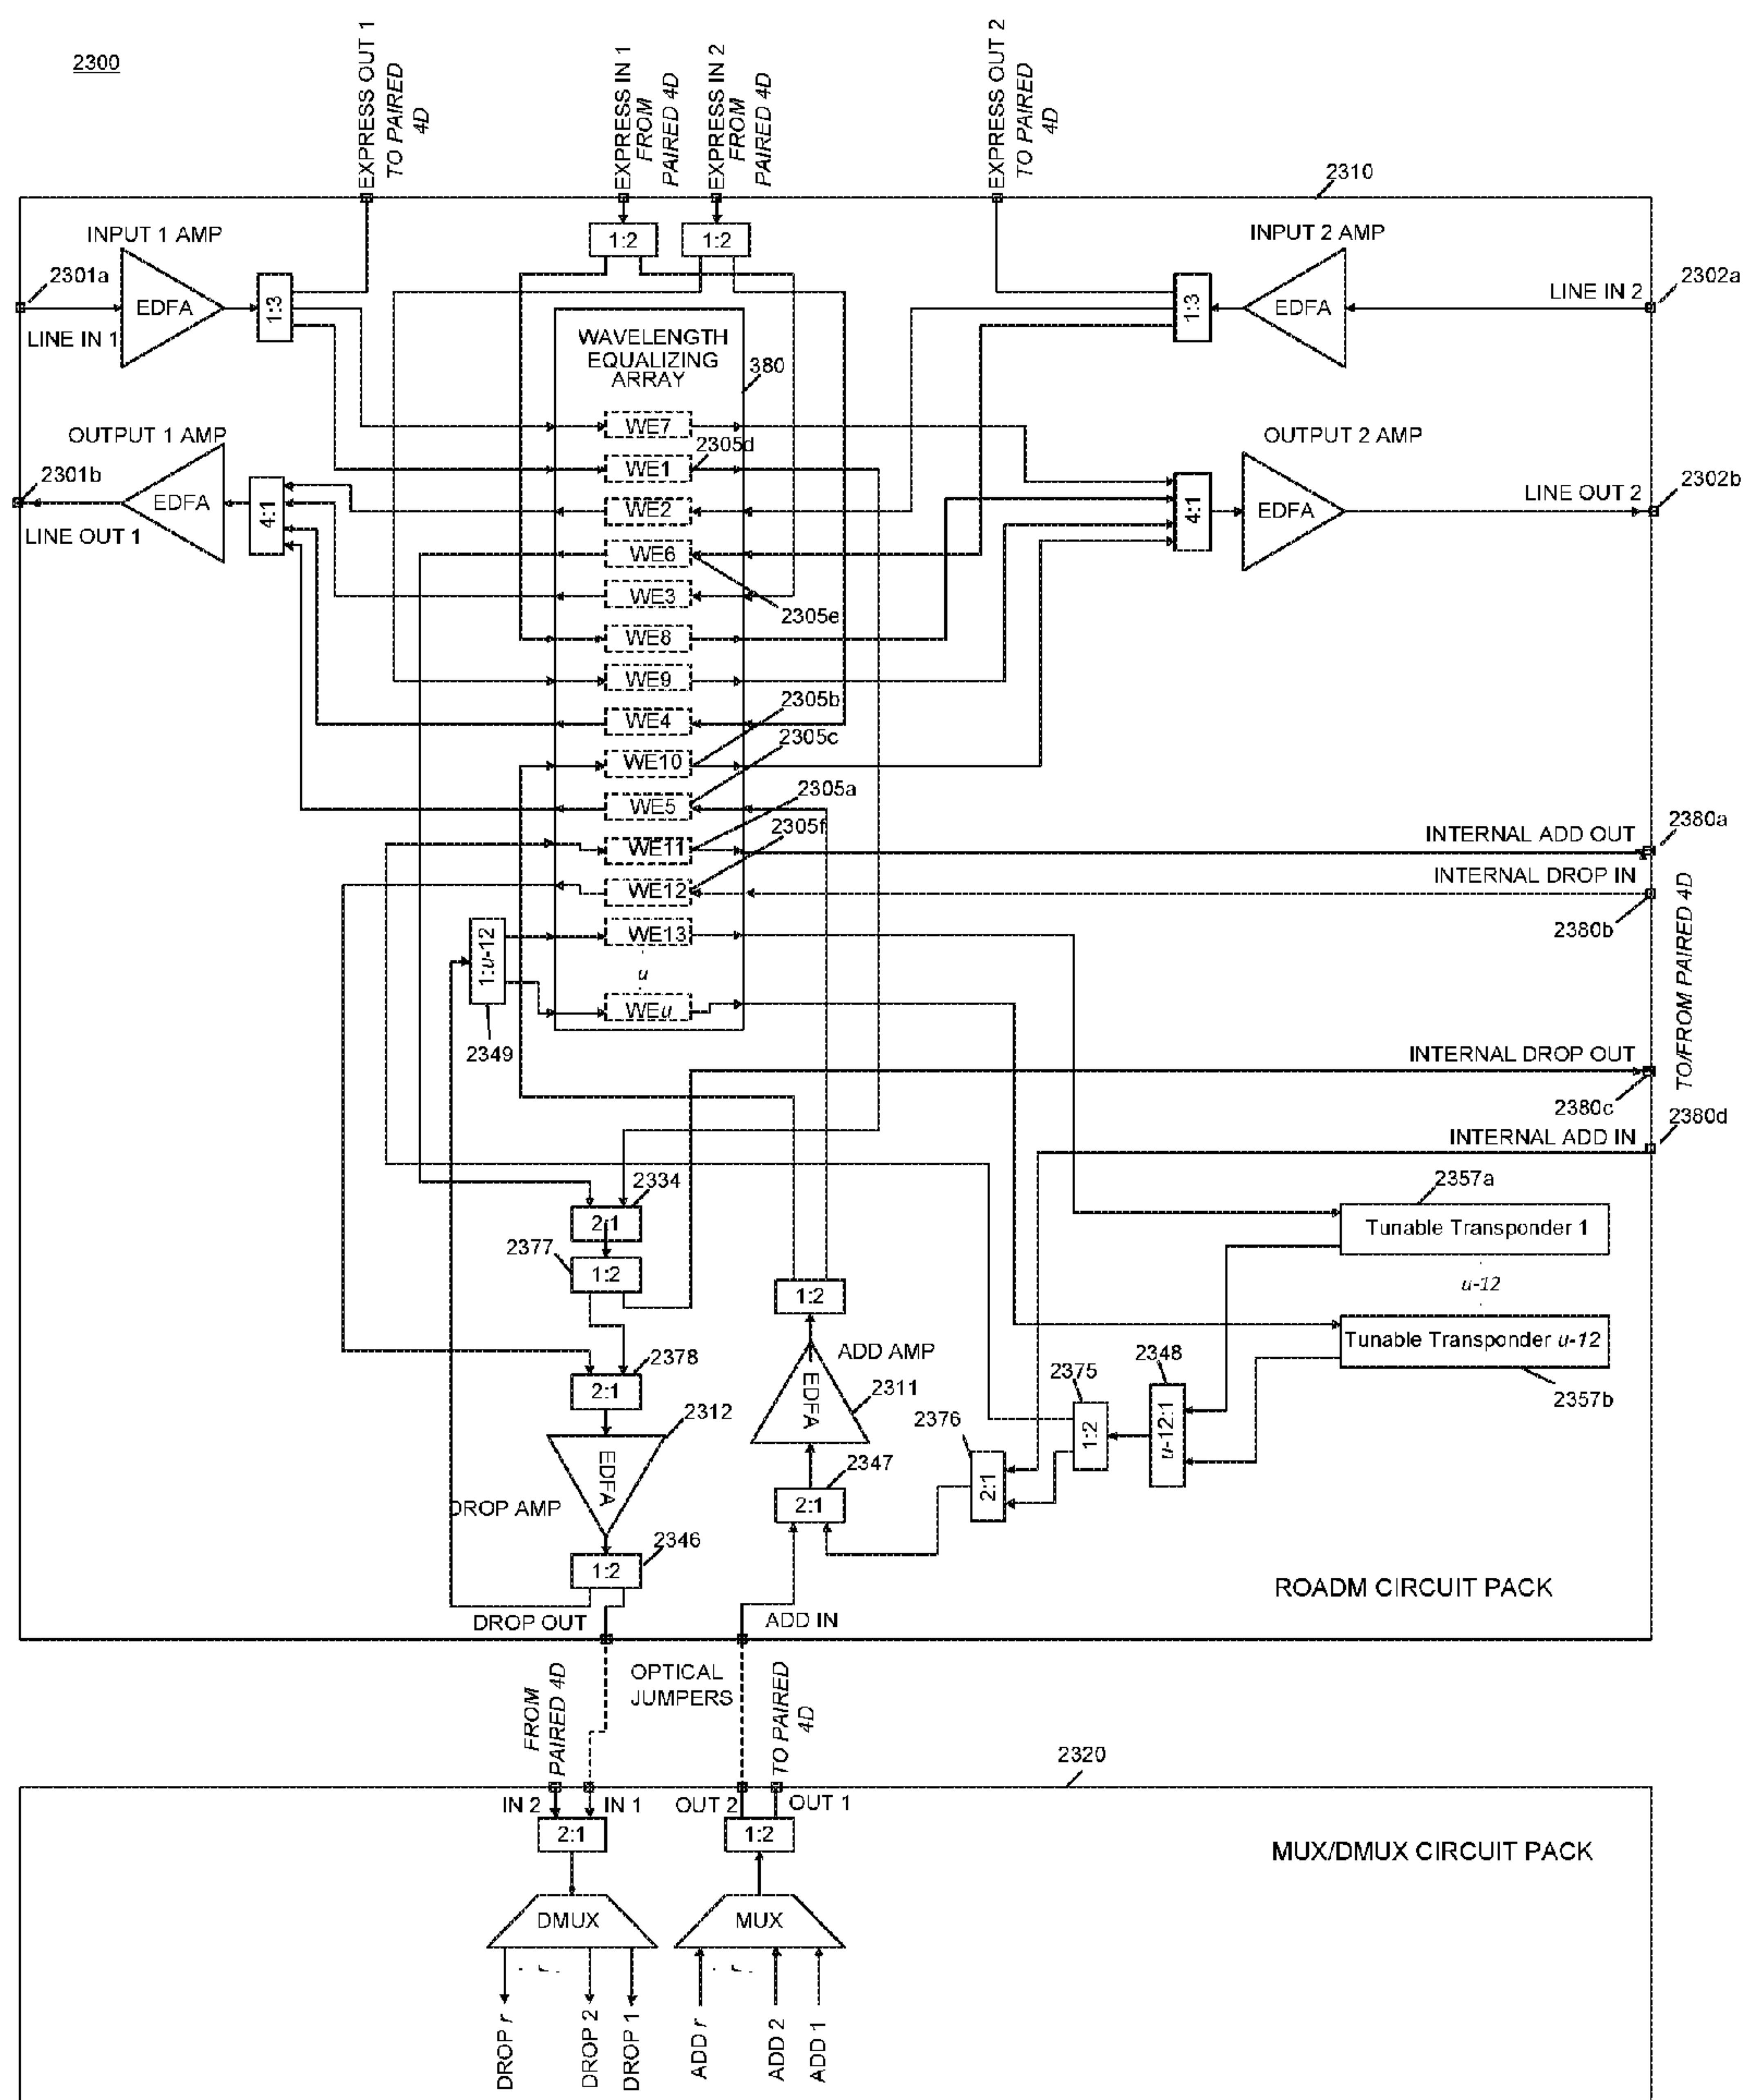 2300
EXPRESS OUT 1
TO PAIRED
4D
EXPRESS IN 1
FROM
PAIRED 4D
EXPRESS IN 2
FROM
PAIRED 4D
EXPRESS OUT 2
TO PAIRED
4D
2310
INPUT 1 AMP
1:2
1:2
INPUT 2 AMP
2301a
EDFA
1:3
LINE IN 1
1:3
EDFA
LINE IN 2
2302a
WAVELENGTH
EQUALIZING
ARRAY
380
WE7
OUTPUT 1 AMP
OUTPUT 2 AMP
2305d
WE1
2301b
EDFA
4:1
WE2
4:1
EDFA
LINE OUT 2
2302b
LINE OUT 1
WE6
WE3
2305e
WE8
WE9
2305b
WE4
2305c
WE10
2305a
WE5
2305f
2380a
INTERNAL ADD OUT
WE11
INTERNAL DROP IN
WE12
2380b
WE13
1:u-12
u
WEu
2349
TO/FROM PAIRED 4D
INTERNAL DROP OUT
2380c
2380d
INTERNAL ADD IN
2334
2357a
2:1
Tunable Transponder 1
2377
1:2
u-12
1:2
Tunable Transponder u-12
ADD AMP
2378
2348
2:1
2375
2311
2357b
EDFA
2312
2376
1:2
u-12:1
EDFA
2347
2:1
DROP AMP
2:1
2346
1:2
ROADM CIRCUIT PACK
DROP OUT
ADD IN
OPTICAL
JUMPERS
FROM
PAIRED 4D
TO PAIRED
4D
2320
IN 2
IN 1
OUT 2
OUT 1
2:1
1:2
MUX/DMUX CIRCUIT PACK
DMUX
MUX
r
r
DROP r
DROP 2
DROP 1
ADD r
ADD 2
ADD 1